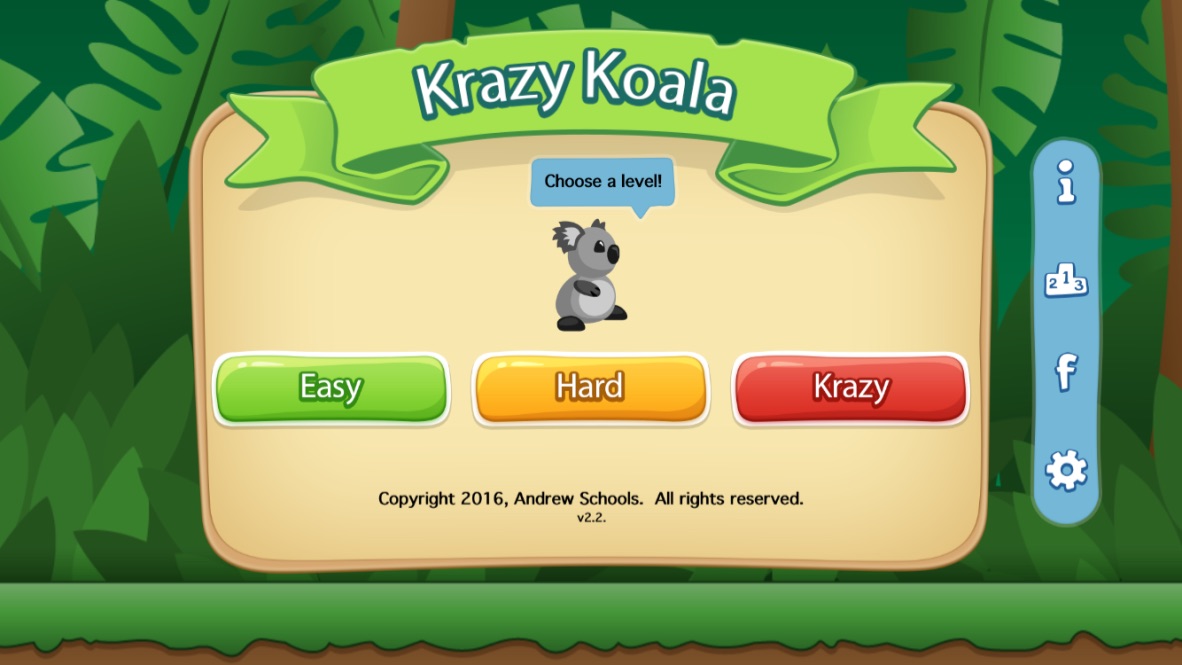 Krazy Koala
Choose a level!
Easy
Hard
Krazy
Copyright 2016, Andrew Schools.  All rights reserved.
v2.2.
i
2 1 3
f